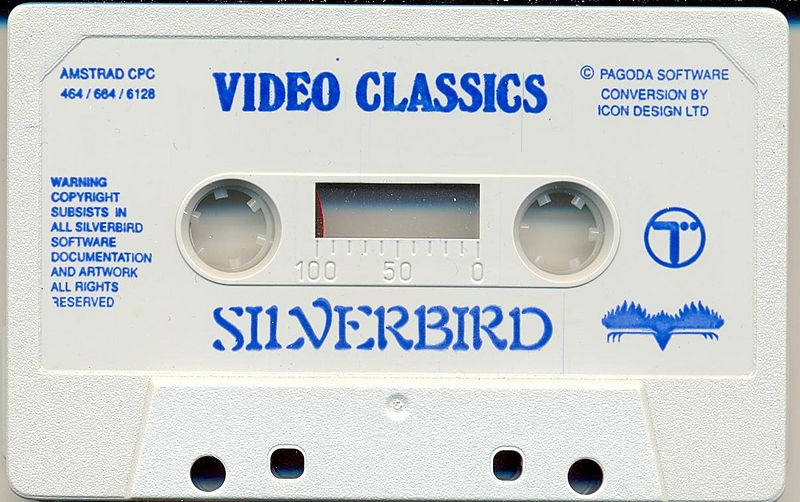 AMSTRAD CPC
464 / 664 / 6128
VIDEO CLASSICS
© PAGODA SOFTWARE
CONVERSION BY
ICON DESIGN LTD
WARNING
COPYRIGHT
SUBSISTS IN
ALL SILVERBIRD
SOFTWARE
DOCUMENTATION
AND ARTWORK
ALL RIGHTS
RESERVED
100 50 0
T
SILVERBIRD